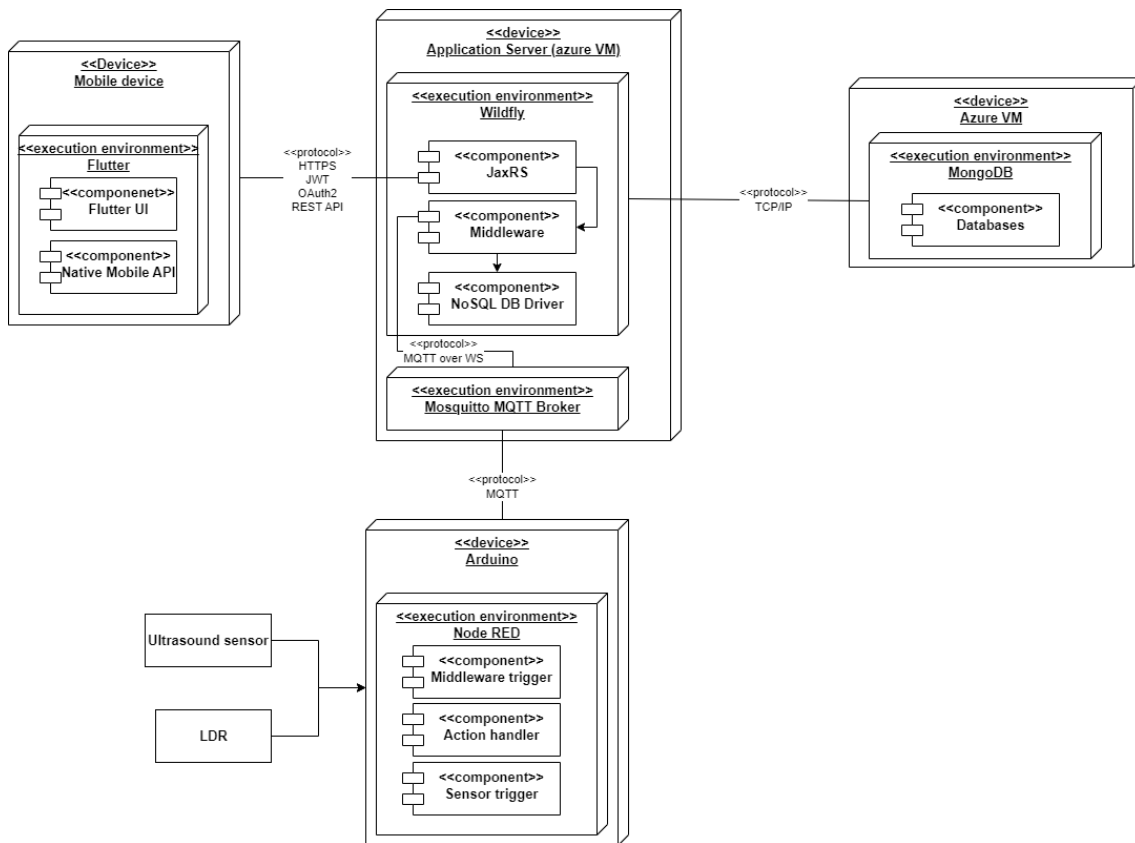 <<Device>>
Mobile device
<<execution environment>>
Flutter
<<componenet>>
Flutter UI
<<component>>
Native Mobile API
<<protocol>>
HTTPS
JWT
OAuth2
REST API
<<device>>
Application Server (azure VM)
<<execution environment>>
Wildfly
<<component>>
JaxRS
<<component>>
Middleware
<<component>>
NoSQL DB Driver
<<protocol>>
MQTT over WS
<<execution environment>>
Mosquitto MQTT Broker
<<protocol>>
TCP/IP
<<device>>
Azure VM
<<execution environment>>
MongoDB
<<component>>
Databases
<<protocol>>
MQTT
<<device>>
Arduino
<<execution environment>>
Node RED
<<component>>
Middleware trigger
<<component>>
Action handler
<<component>>
Sensor trigger
Ultrasound sensor
LDR